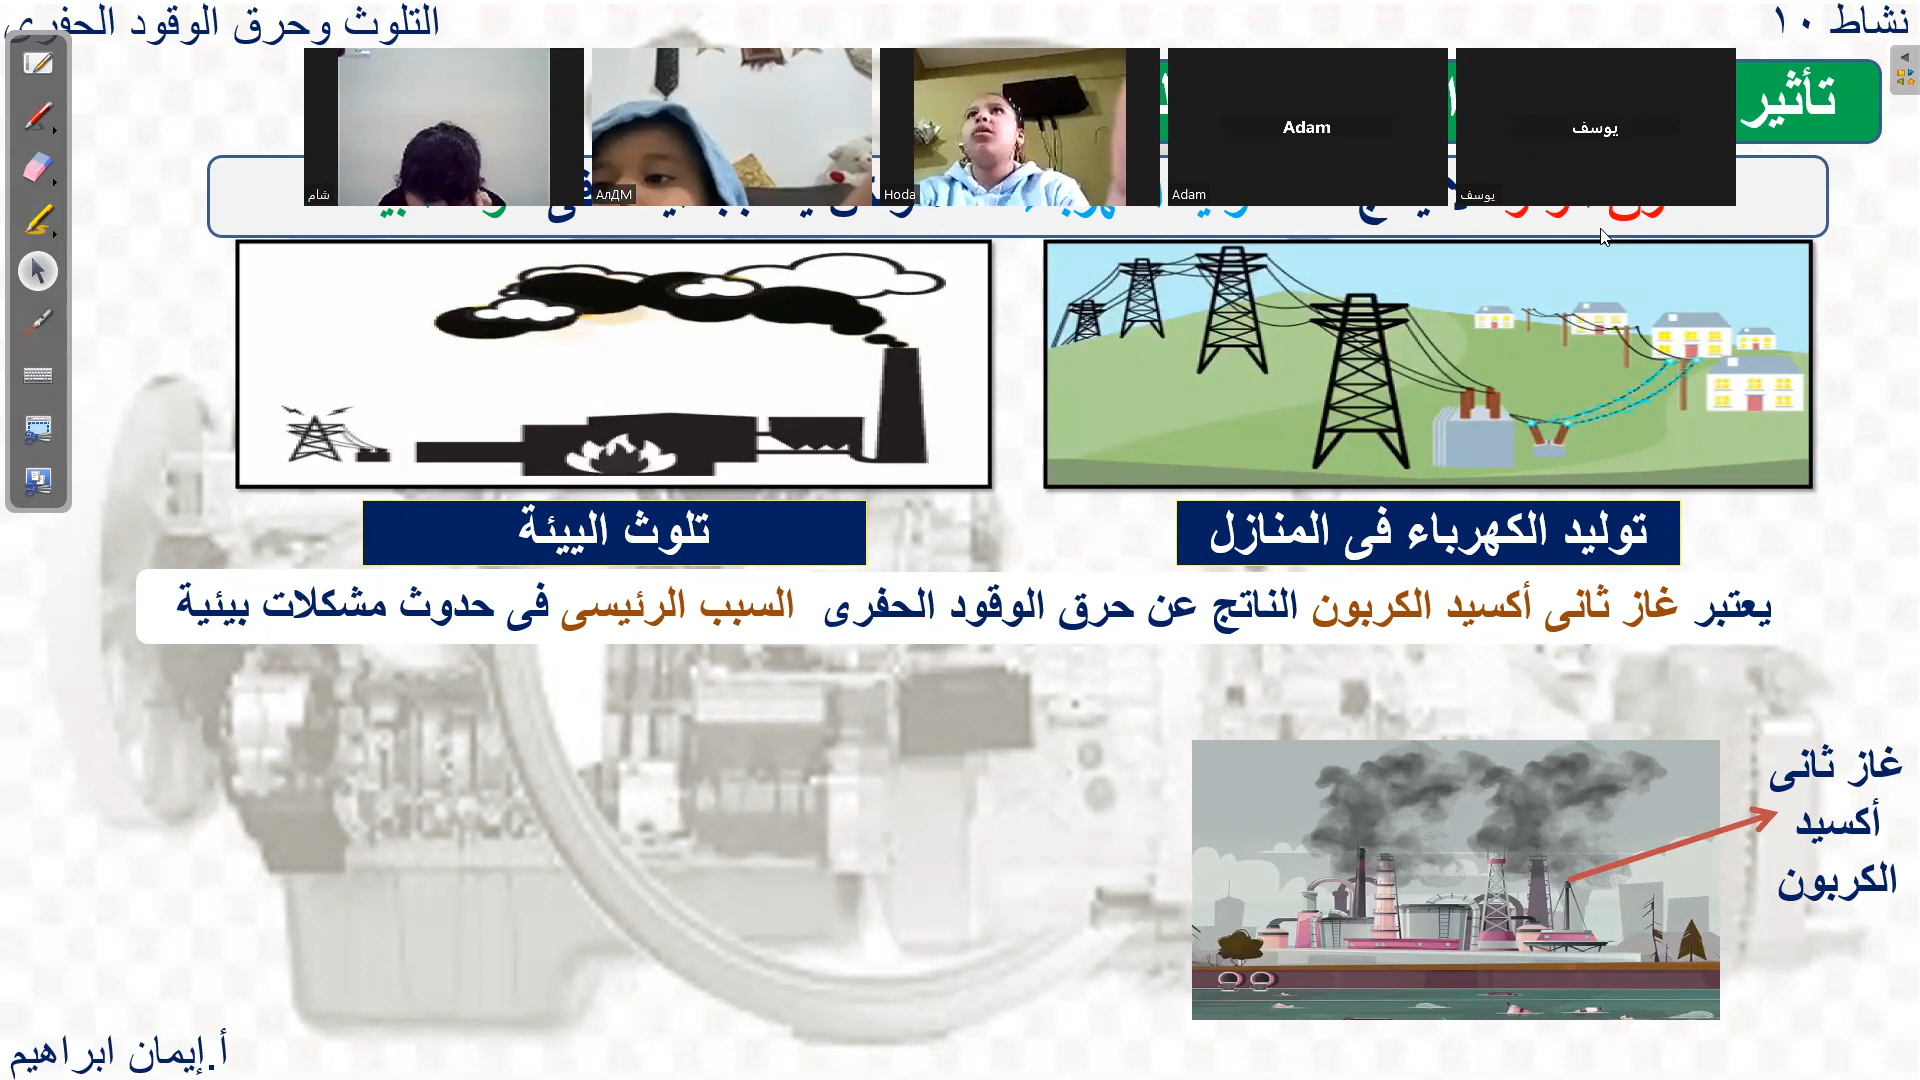 نشاط ١٠
التلوث وحرق الوقود الحفرى
تأثير
شام
АлДМ
Hoda
Adam
Adam
يوسف
يوسف
توليد الكهرباء فى المنازل
تلوث الييئة
يعتبر غاز ثانى أكسيد الكربون الناتج عن حرق الوقود الحفرى السبب الرئيسى فى حدوث مشكلات بيئية
غاز ثانى
أكسيد
الكربون
أ.إيمان ابراهيم